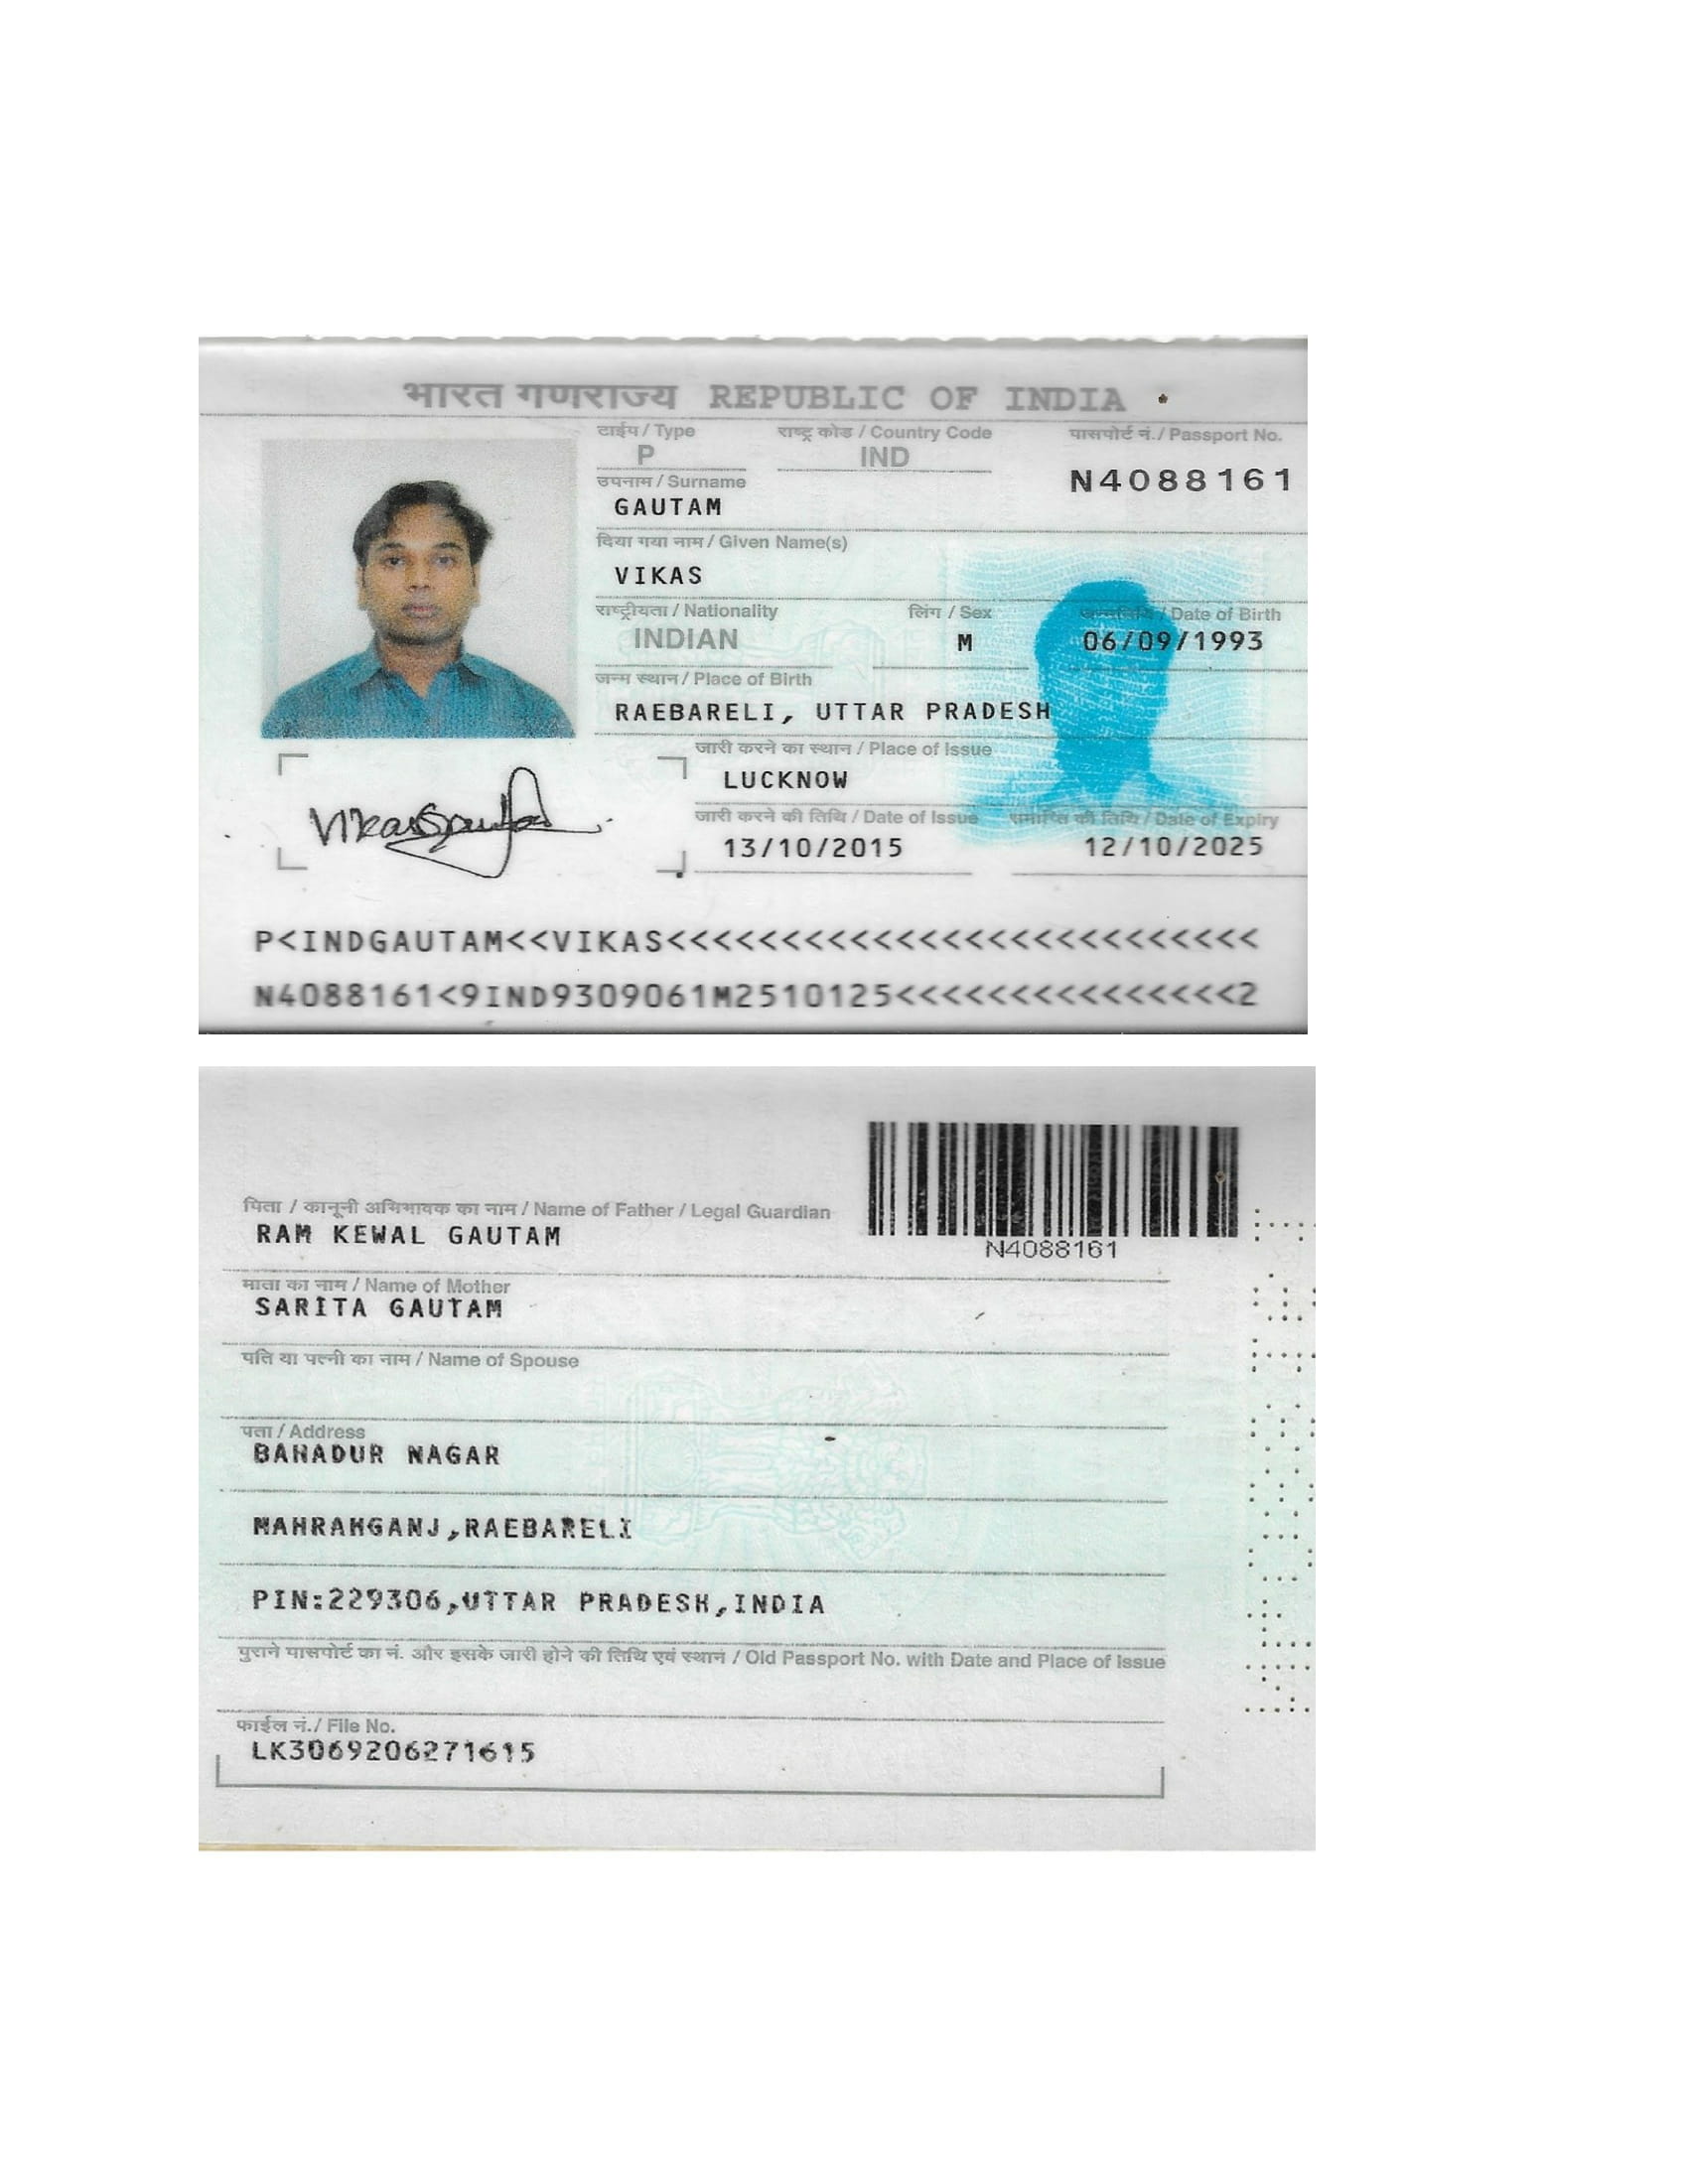 भारत गणराज्य REPUBLIC OF INDIA
टाईप / Type राष्ट्र कोड / Country Code पासपोर्ट नं. / Passport No.
P IND N4088161
उपनाम / Surname
GAUTAM
दिया गया नाम / Given Name(s)
VIKAS
राष्ट्रीयता / Nationality लिंग / Sex जन्मतिथि / Date of Birth
INDIAN M 06/09/1993
जन्म स्थान / Place of Birth
RAEBARELI, UTTAR PRADESH
जारी करने का स्थान / Place of Issue
LUCKNOW
जारी करने की तिथि / Date of Issue समाप्ति की तिथि / Date of Expiry
13/10/2015 12/10/2025
P<INDGAUTAM<<VIKAS<<<<<<<<<<<<<<<<<<<<<<<<<<
N4088161<9IND9309061M2510125<<<<<<<<<<<<<<<2
N4088161
पिता / कानूनी अभिभावक का नाम / Name of Father / Legal Guardian
RAM KEWAL GAUTAM
माता का नाम / Name of Mother
SARITA GAUTAM
पति या पत्नी का नाम / Name of Spouse
पता / Address
BAHADUR NAGAR
MAHRAHGANJ,RAEBARELI
PIN:229306,UTTAR PRADESH,INDIA
पुराने पासपोर्ट का नं. और इसके जारी होने की तिथि एवं स्थान / Old Passport No. with Date and Place of Issue
फाईल नं. / File No.
LK3069206271615